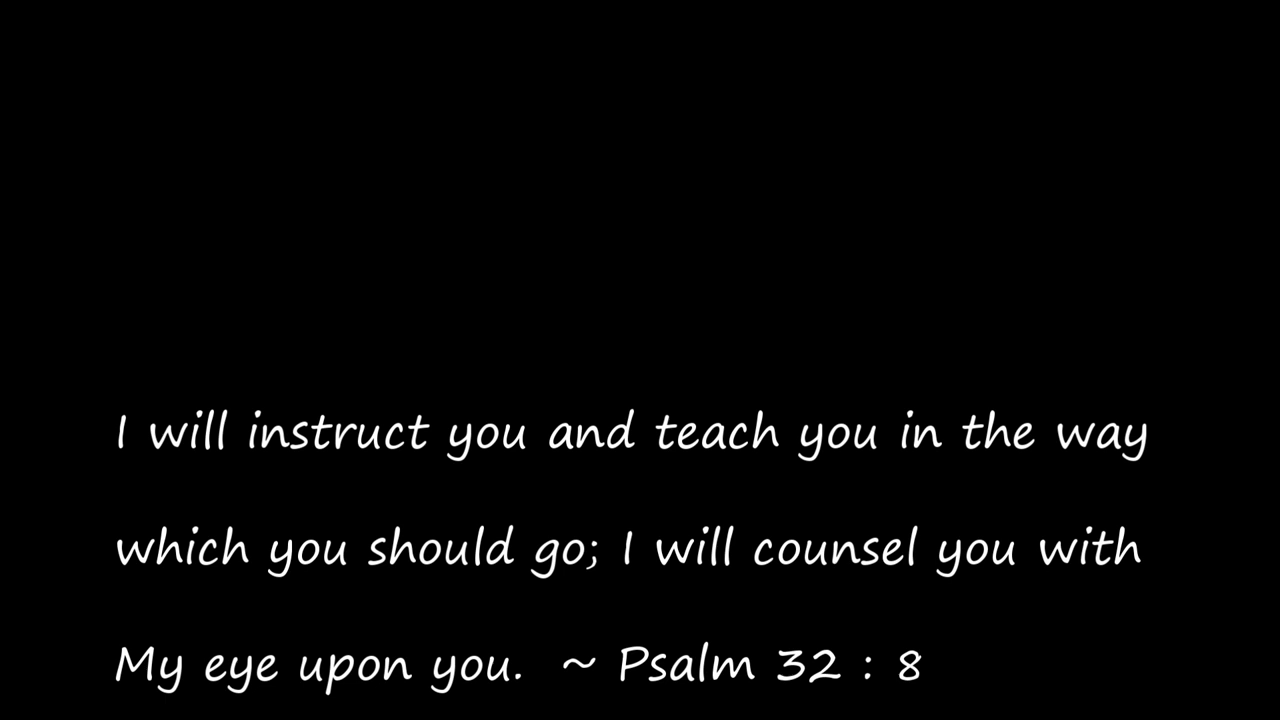 I will instruct you and teach you in the way
which you should go; I will counsel you with
My eye upon you.  ~ Psalm 32 : 8